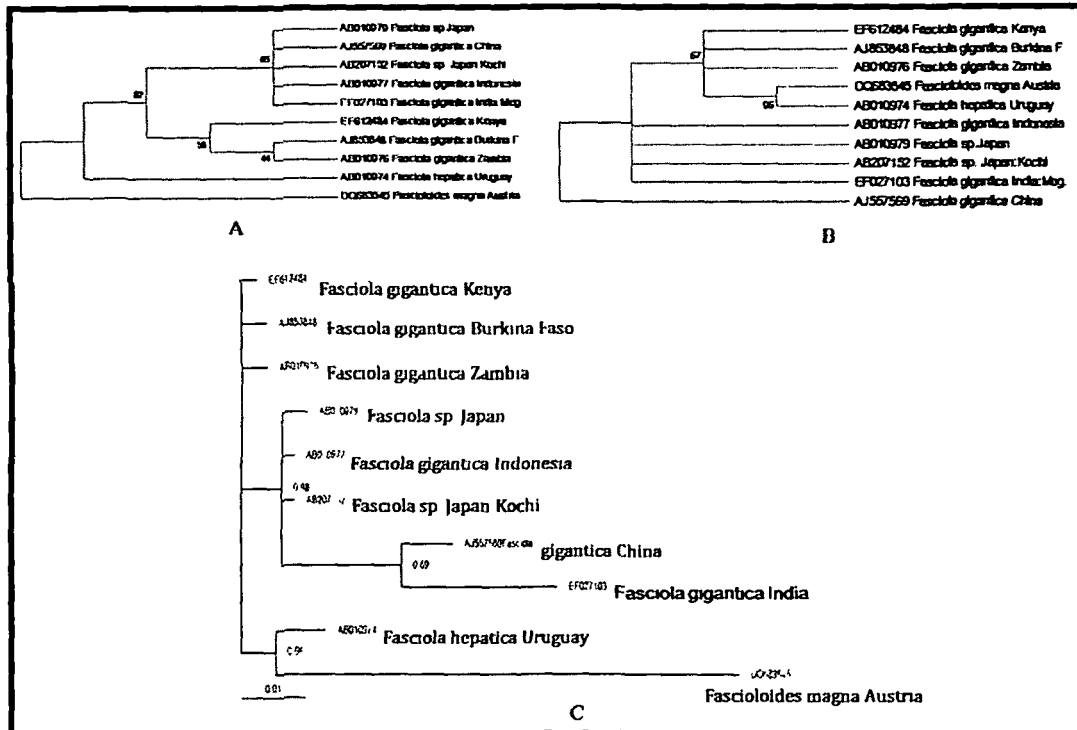 AB010979 Fasciola sp Japan
AJ557569 Fasciola gigantica China
AB207152 Fasciola sp Japan Kochi
AB010977 Fasciola gigantica Indonesia
EF027103 Fasciola gigantica India Meg
EF612484 Fasciola gigantica Kenya
AJ853848 Fasciola gigantica Burkina F
AB010976 Fasciola gigantica Zambia
AB010974 Fasciola hepatica Uruguay
DQ683545 Fascioloides magna Austria
A
67
EF612484 Fasciola gigantica Kenya
AJ853848 Fasciola gigantica Burkina F
AB010976 Fasciola gigantica Zambia
DQ683545 Fascioloides magna Austria
AB010974 Fasciola hepatica Uruguay
AB010977 Fasciola gigantica Indonesia
AB010979 Fasciola sp.Japan
AB207152 Fasciola sp. Japan:Kochi
EF027103 Fasciola gigantica India:Meg.
AJ557569 Fasciola gigantica China
B
EF612484 Fasciola gigantica Kenya
AJ853848 Fasciola gigantica Burkina Faso
Fasciola gigantica Zambia
Fasciola sp Japan
Fasciola gigantica Indonesia
Fasciola sp Japan Kochi
gigantica China
EF027103 Fasciola gigantica India
0.69
Fasciola hepatica Uruguay
Fascioloides magna Austria
0.01
C